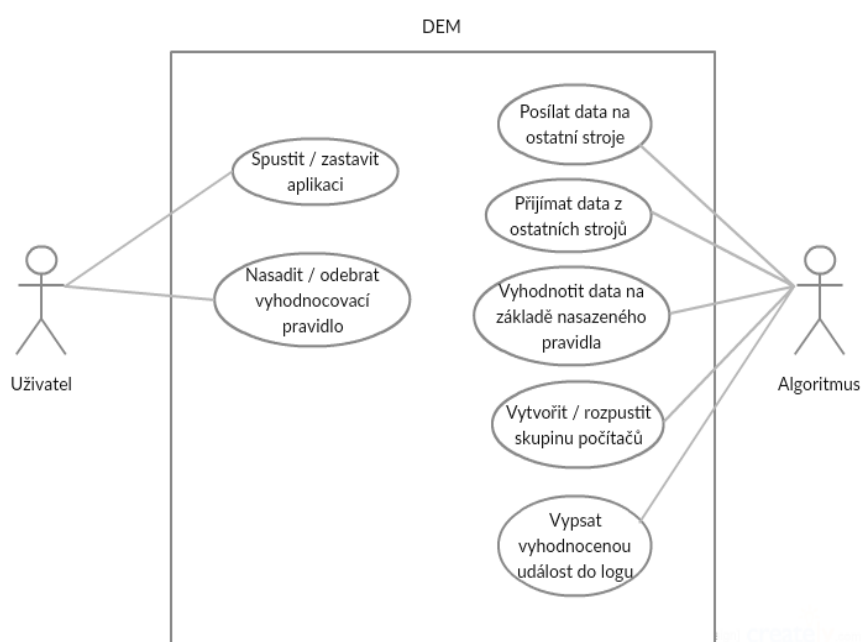 DEM
Spustit / zastavit
aplikaci
Nasadit / odebrat
vyhodnocovací
pravidlo
Uživatel
Posílat data na
ostatní stroje
Přijímat data z
ostatních strojů
Vyhodnotit data na
základě nasazeného
pravidla
Vytvořit / rozpustit
skupinu počítačů
Vypsat
vyhodnocenou
událost do logu
Algoritmus